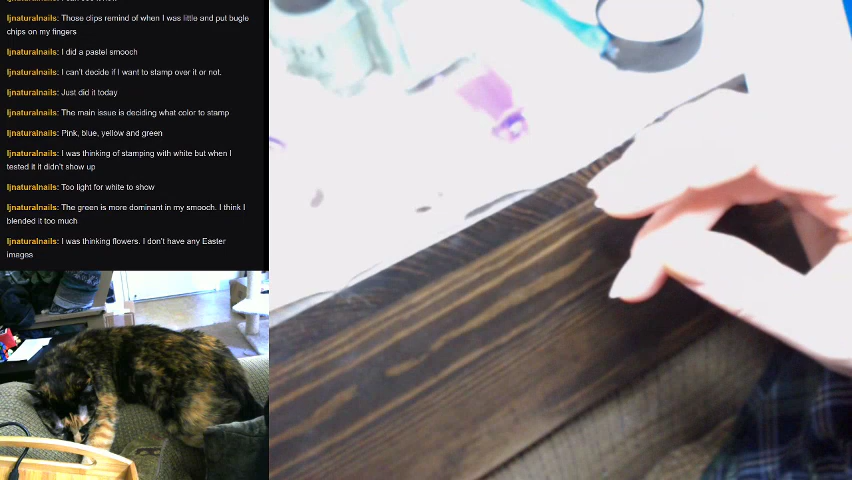 ljnaturalnails: Those clips remind of when I was little and put bugle
chips on my fingers
ljnaturalnails: I did a pastel smooch
ljnaturalnails: I can't decide if I want to stamp over it or not.
ljnaturalnails: Just did it today
ljnaturalnails: The main issue is deciding what color to stamp
ljnaturalnails: Pink, blue, yellow and green
ljnaturalnails: I was thinking of stamping with white but when I
tested it it didn't show up
ljnaturalnails: Too light for white to show
ljnaturalnails: The green is more dominant in my smooch. I think I
blended it too much
ljnaturalnails: I was thinking flowers. I don't have any Easter
images